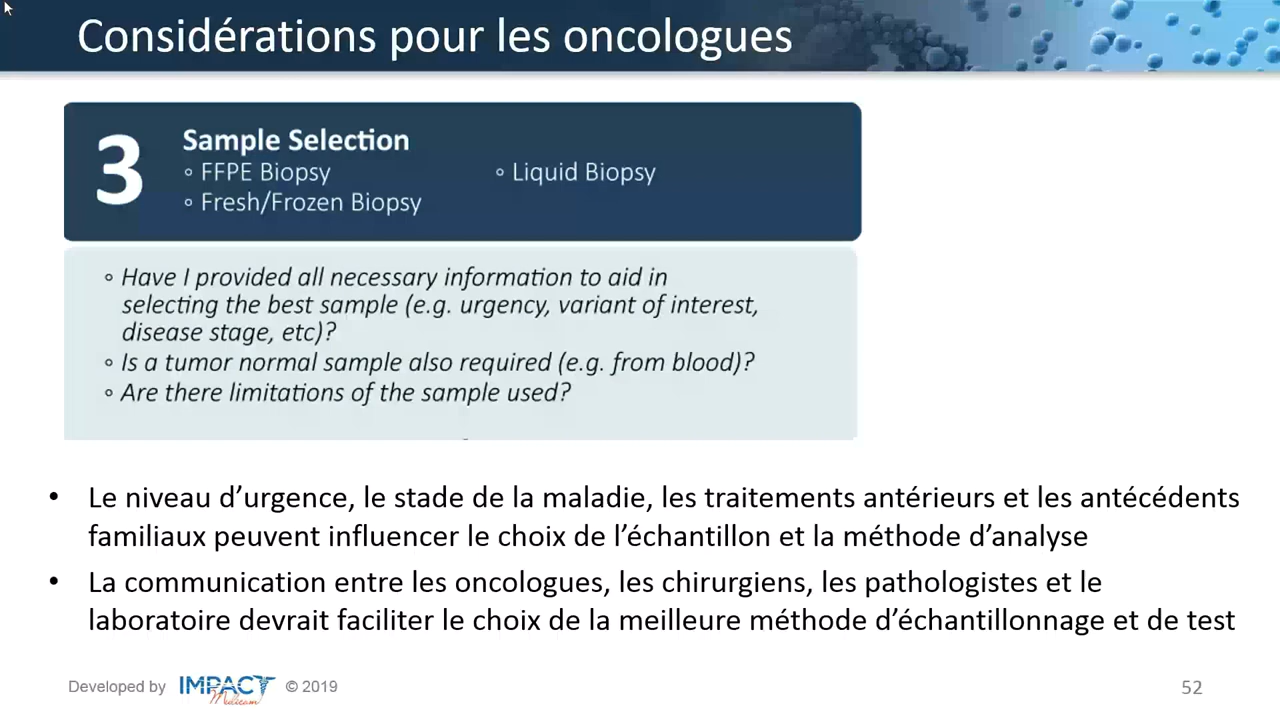 Considérations pour les oncologues
3
Sample Selection
◦ FFPE Biopsy
◦ Liquid Biopsy
◦ Fresh/Frozen Biopsy
◦ Have I provided all necessary information to aid in
selecting the best sample (e.g. urgency, variant of interest,
disease stage, etc)?
◦ Is a tumor normal sample also required (e.g. from blood)?
◦ Are there limitations of the sample used?
• Le niveau d’urgence, le stade de la maladie, les traitements antérieurs et les antécédents
familiaux peuvent influencer le choix de l’échantillon et la méthode d’analyse
• La communication entre les oncologues, les chirurgiens, les pathologistes et le
laboratoire devrait faciliter le choix de la meilleure méthode d’échantillonnage et de test
Developed by IMPACT Medicom © 2019
52